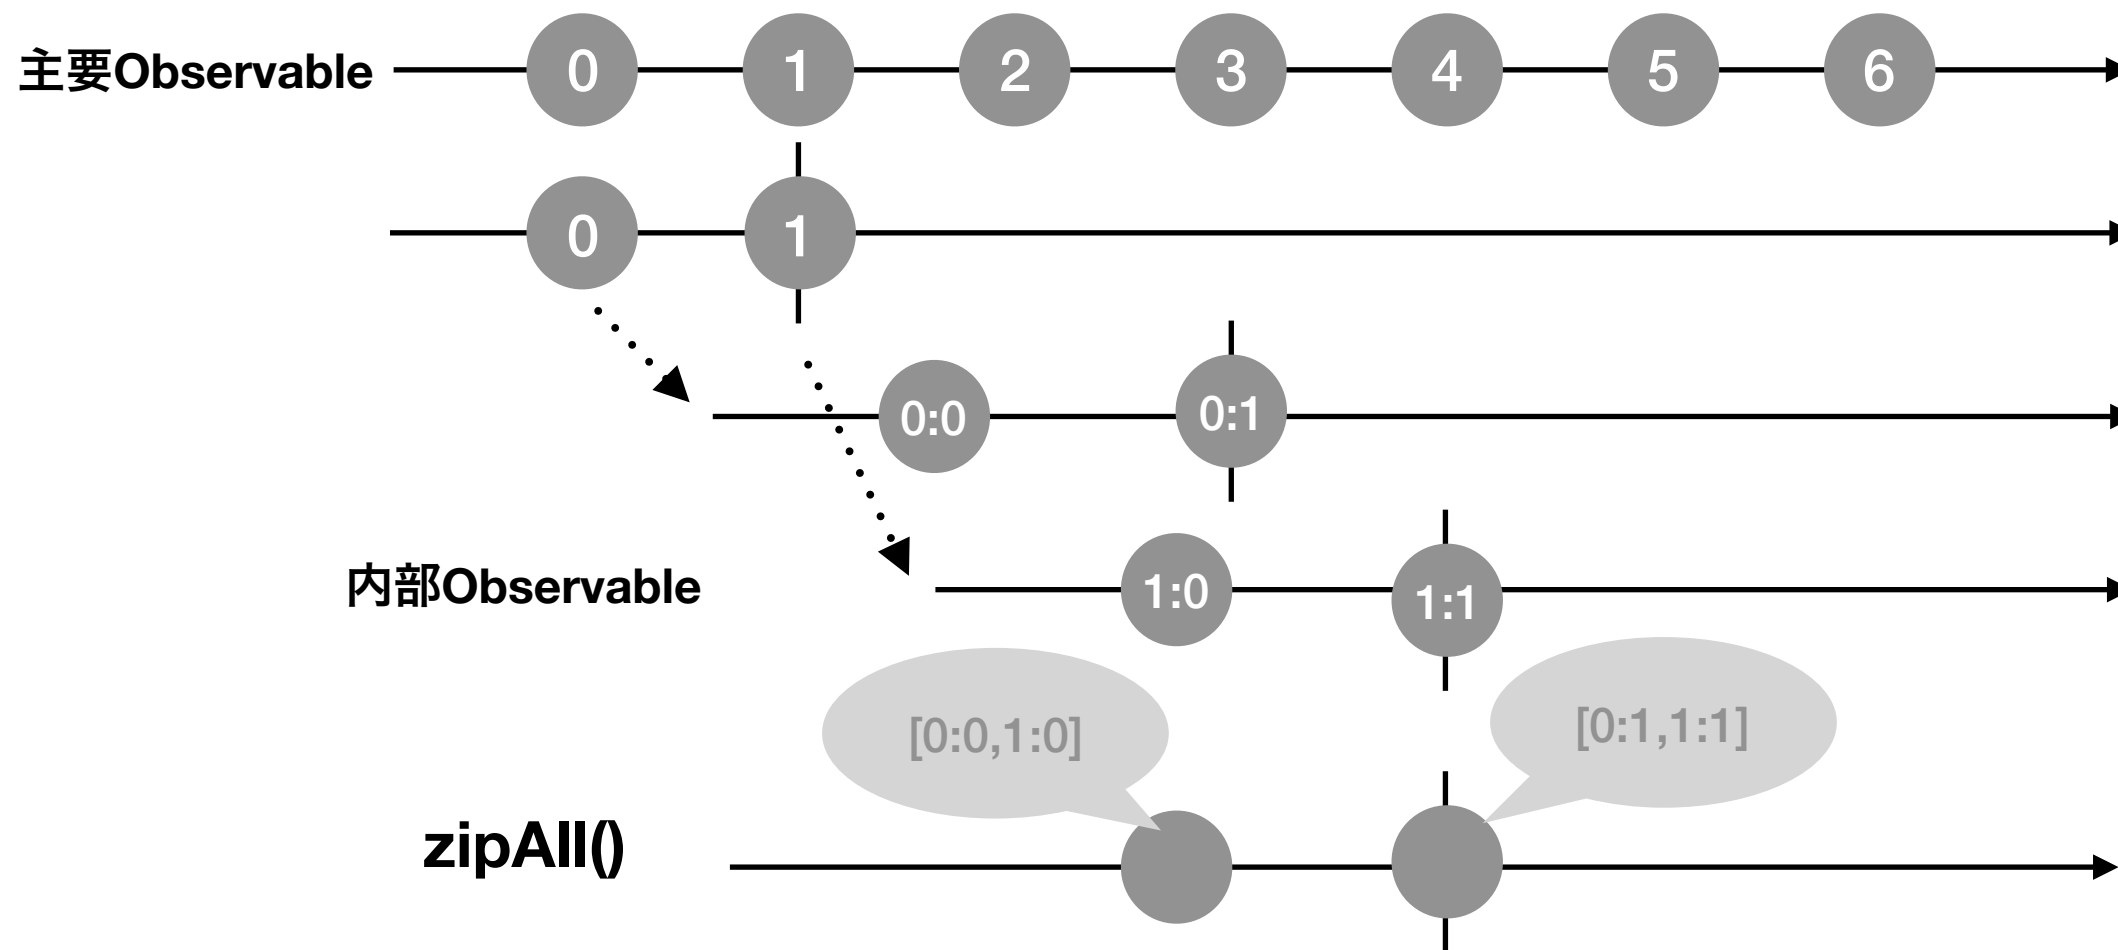 主要Observable 0 1 2 3 4 5 6
0 1
0:0 0:1
内部Observable 1:0 1:1
[0:0,1:0] [0:1,1:1]
zipAll()